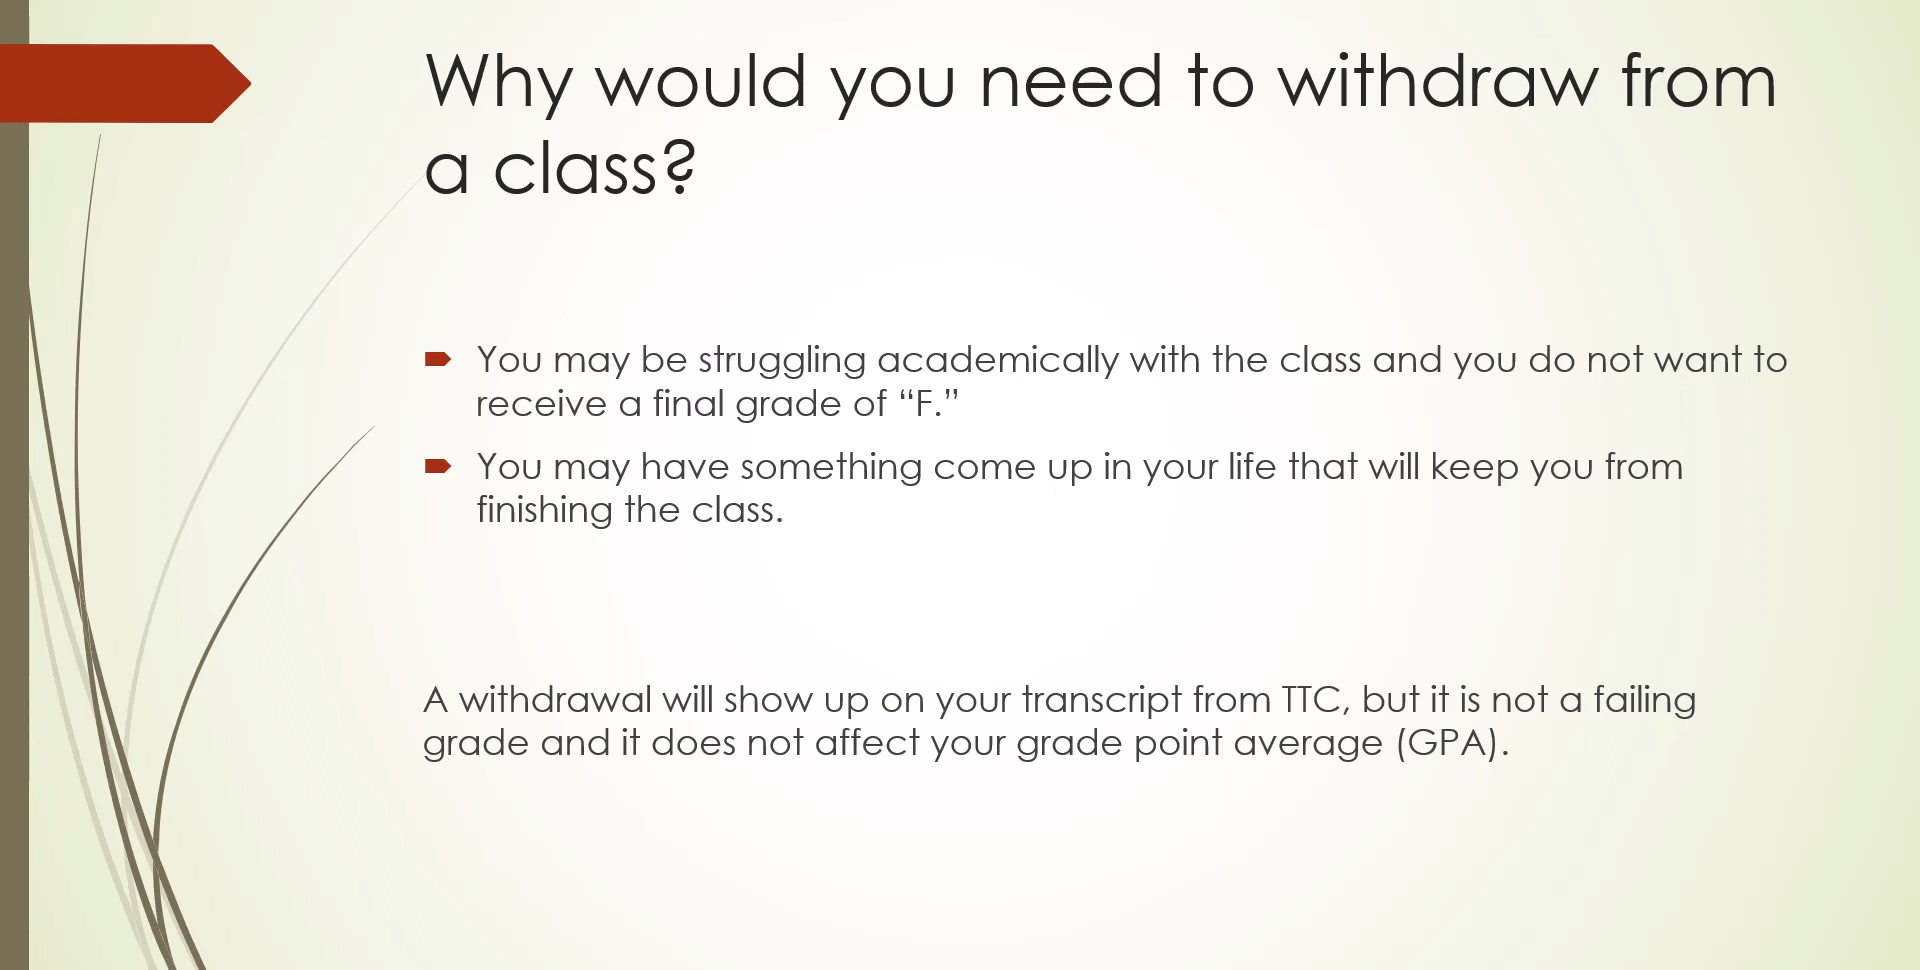 Why would you need to withdraw from
a class?
You may be struggling academically with the class and you do not want to
receive a final grade of “F.”
You may have something come up in your life that will keep you from
finishing the class.
A withdrawal will show up on your transcript from TTC, but it is not a failing
grade and it does not affect your grade point average (GPA).